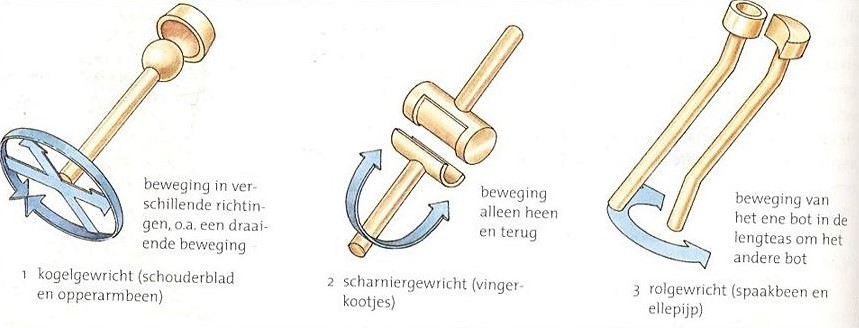 beweging in ver-
schillende richtin-
gen, o.a. een draai-
ende beweging
1 kogelgewricht (schouderblad
en opperarmbeen)
beweging
alleen heen
en terug
2 scharniergewricht (vinger-
kootjes)
beweging van
het ene bot in de
lengteas om het
andere bot
3 rolgewricht (spaakbeen en
ellepijp)